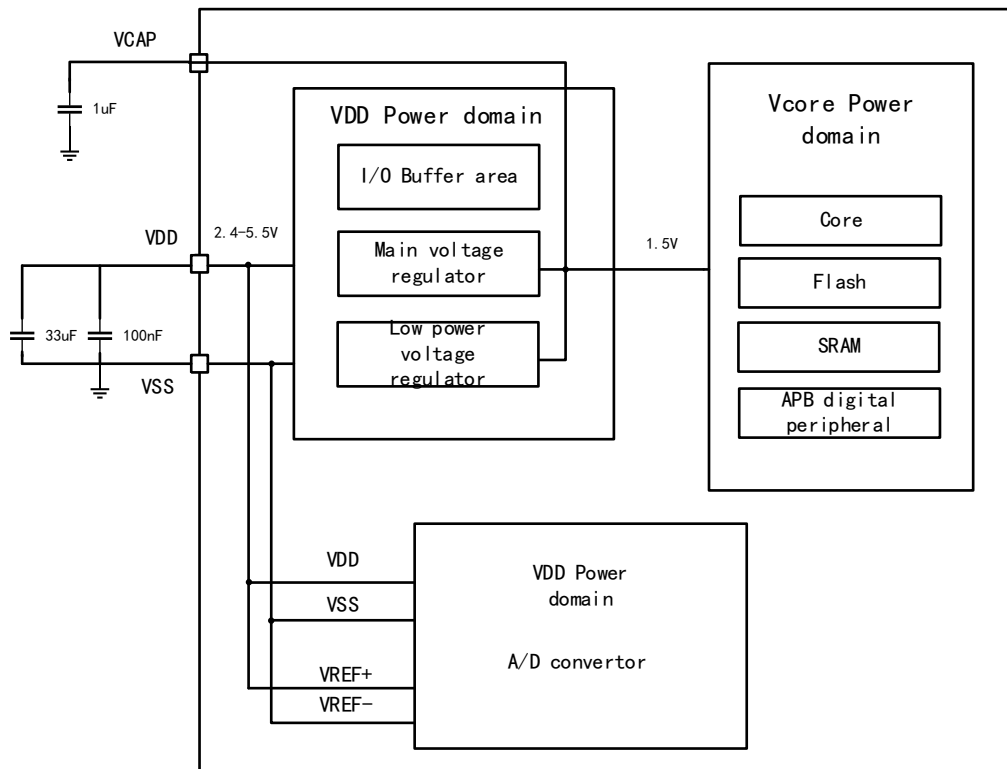 VCAP
1uF
VDD Power domain
I/O Buffer area
Main voltage
regulator
Low power
voltage
regulator
Vcore Power
domain
Core
Flash
SRAM
APB digital
peripheral
VDD
2.4-5.5V
1.5V
33uF
100nF
VSS
VDD
VSS
VREF+
VREF-
VDD Power
domain
A/D convertor